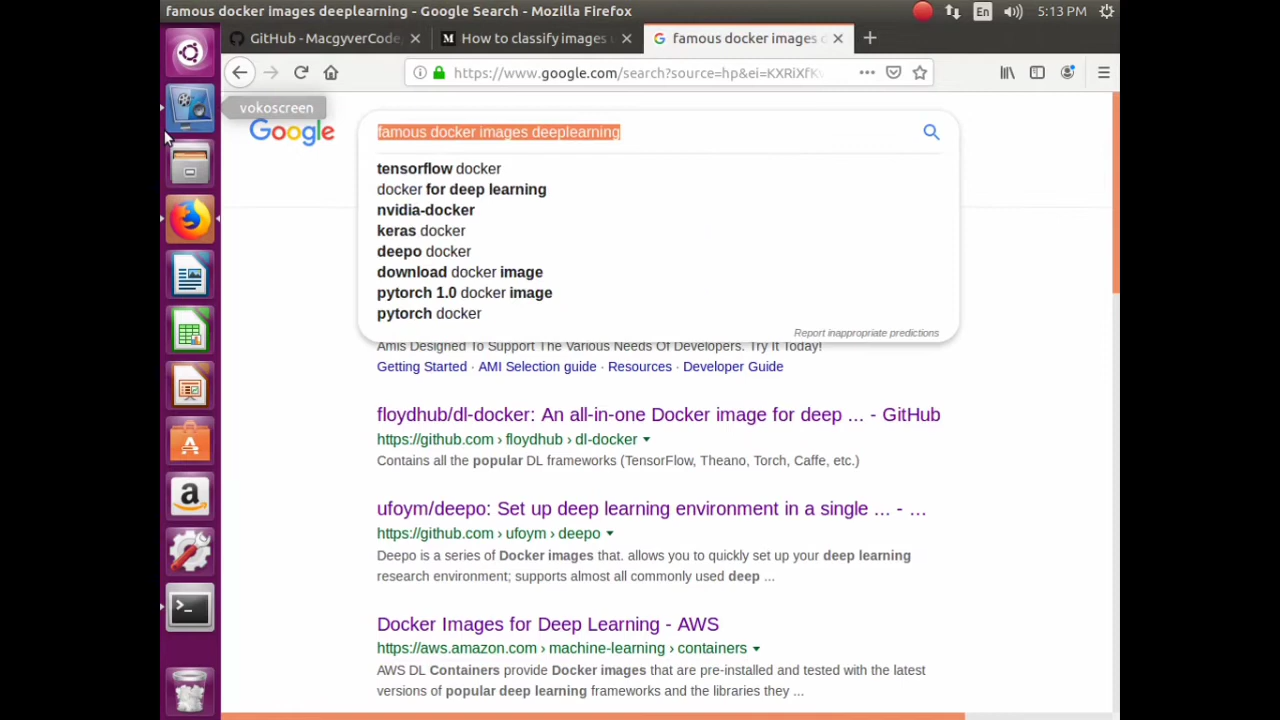 famous docker images deeplearning - Google Search - Mozilla Firefox
En
5:13 PM
GitHub - MacgyverCode
How to classify images
famous docker images d
https://www.google.com/search?source=hp&ei=KXRiXfK
vokoscreen
Google
famous docker images deeplearning
tensorflow docker
docker for deep learning
nvidia-docker
keras docker
deepo docker
download docker image
pytorch 1.0 docker image
pytorch docker
Report inappropriate predictions
Amis Designed To Support The Various Needs Of Developers. Try It Today!
Getting Started · AMI Selection guide · Resources · Developer Guide
floydhub/dl-docker: An all-in-one Docker image for deep ... - GitHub
https://github.com › floydhub › dl-docker
Contains all the popular DL frameworks (TensorFlow, Theano, Torch, Caffe, etc.)
ufoym/deepo: Set up deep learning environment in a single ... - ...
https://github.com › ufoym › deepo
Deepo is a series of Docker images that. allows you to quickly set up your deep learning
research environment; supports almost all commonly used deep ...
Docker Images for Deep Learning - AWS
https://aws.amazon.com › machine-learning › containers
AWS DL Containers provide Docker images that are pre-installed and tested with the latest
versions of popular deep learning frameworks and the libraries they ...